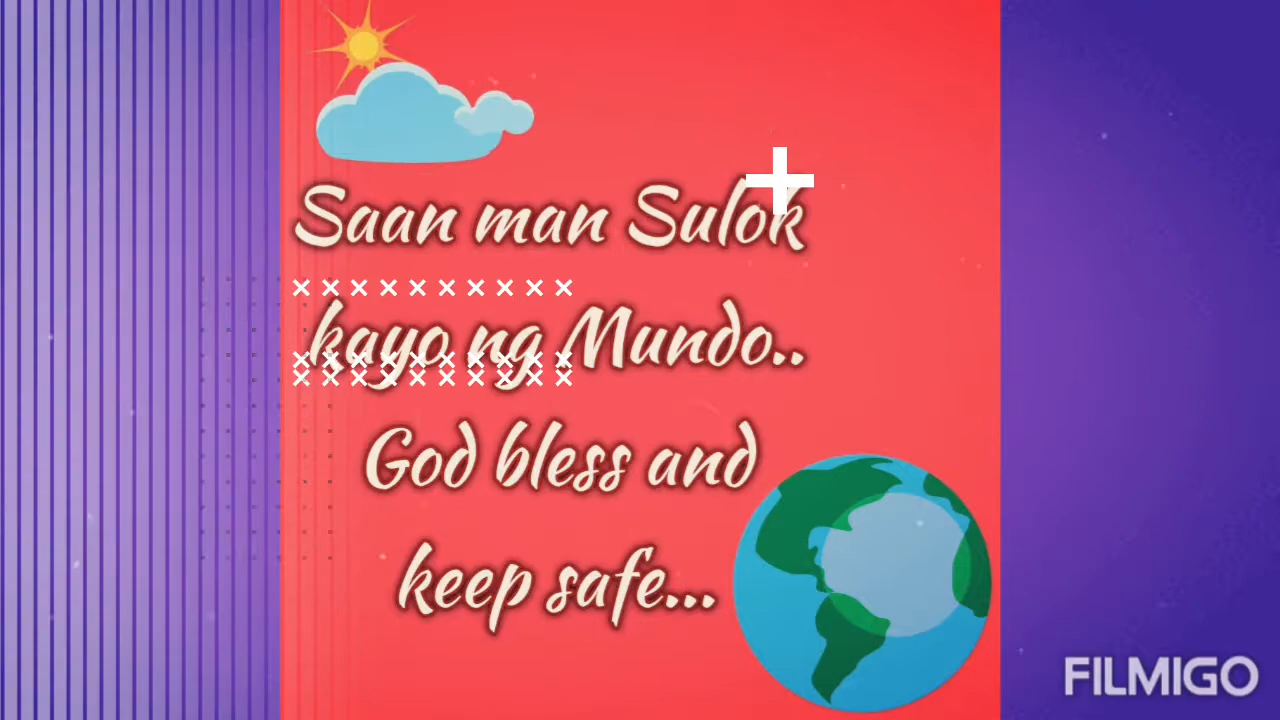 Saan man Sulok
kayo ng Mundo..
God bless and
keep safe...
FILMIGO